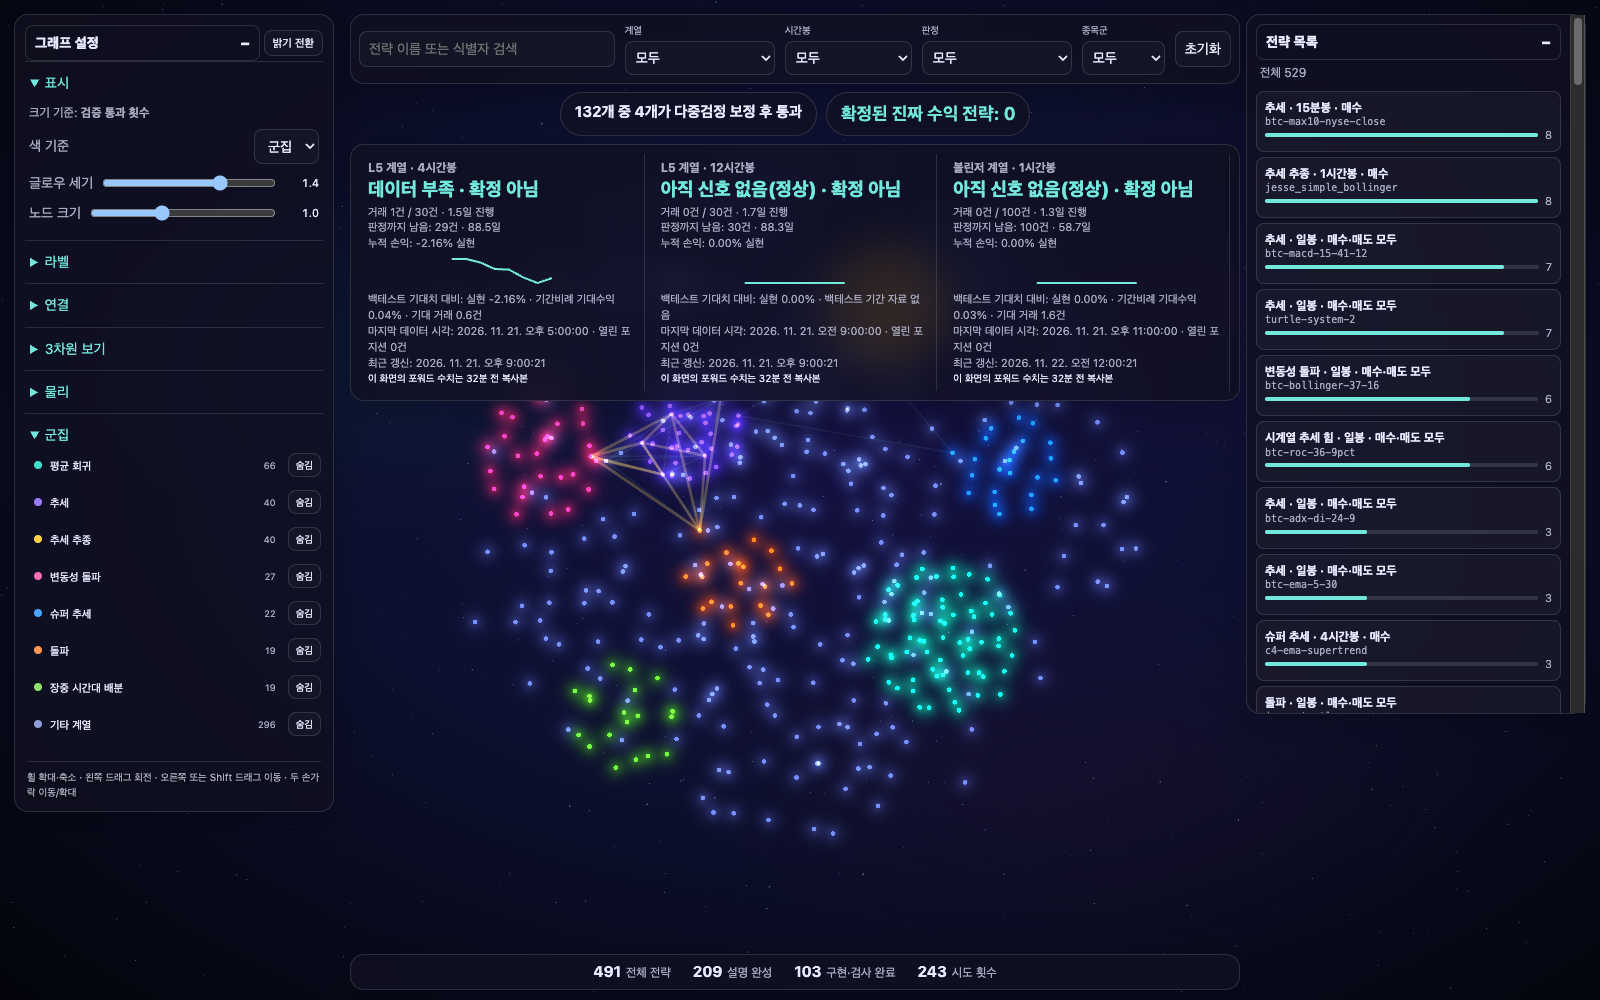 그래프 설정
−
밝기 전환
▼ 표시
크기 기준: 검증 통과 횟수
색 기준
군집
글로우 세기
1.4
노드 크기
1.0
▶ 라벨
▶ 연결
▶ 3차원 보기
▶ 물리
▼ 군집
평균 회귀 66 숨김
추세 40 숨김
추세 추종 40 숨김
변동성 돌파 27 숨김
슈퍼 추세 22 숨김
돌파 19 숨김
장중 시간대 배분 19 숨김
기타 계열 296 숨김
휠 확대·축소 · 왼쪽 드래그 회전 · 오른쪽 또는 Shift 드래그 이동 · 두 손가
락 이동/확대
전략 이름 또는 식별자 검색
계열
모두
시간봉
모두
판정
모두
종목군
모두
초기화
132개 중 4개가 다중검정 보정 후 통과
확정된 진짜 수익 전략: 0
L5 계열 · 4시간봉
데이터 부족 · 확정 아님
거래 1건 / 30건 · 1.5일 진행
판정까지 남음: 29건 · 88.5일
누적 손익: -2.16% 실현
백테스트 기대치 대비: 실현 -2.16% · 기간비례 기대수익
0.04% · 기대 거래 0.6건
마지막 데이터 시각: 2026. 11. 21. 오후 5:00:00 · 열린 포
지션 0건
최근 갱신: 2026. 11. 21. 오후 9:00:21
이 화면의 포워드 수치는 32분 전 복사본
L5 계열 · 12시간봉
아직 신호 없음(정상) · 확정 아님
거래 0건 / 30건 · 1.7일 진행
판정까지 남음: 30건 · 88.3일
누적 손익: 0.00% 실현
백테스트 기대치 대비: 실현 0.00% · 백테스트 기간 자료 없
음
마지막 데이터 시각: 2026. 11. 21. 오전 9:00:00 · 열린 포
지션 0건
최근 갱신: 2026. 11. 21. 오후 9:00:21
이 화면의 포워드 수치는 32분 전 복사본
볼린저 계열 · 1시간봉
아직 신호 없음(정상) · 확정 아님
거래 0건 / 100건 · 1.3일 진행
판정까지 남음: 100건 · 58.7일
누적 손익: 0.00% 실현
백테스트 기대치 대비: 실현 0.00% · 기간비례 기대수익
0.03% · 기대 거래 1.6건
마지막 데이터 시각: 2026. 11. 21. 오후 11:00:00 · 열린 포
지션 0건
최근 갱신: 2026. 11. 22. 오전 12:00:21
이 화면의 포워드 수치는 32분 전 복사본
491 전체 전략 209 설명 완성 103 구현·검사 완료 243 시도 횟수
전략 목록
−
전체 529
추세 · 15분봉 · 매수
btc-max10-nyse-close
8
추세 추종 · 1시간봉 · 매수
jesse_simple_bollinger
8
추세 · 일봉 · 매수·매도 모두
btc-macd-15-41-12
7
추세 · 일봉 · 매수·매도 모두
turtle-system-2
7
변동성 돌파 · 일봉 · 매수·매도 모두
btc-bollinger-37-16
6
시계열 추세 힘 · 일봉 · 매수·매도 모두
btc-roc-36-9pct
6
추세 · 일봉 · 매수·매도 모두
btc-adx-di-24-9
3
추세 · 일봉 · 매수·매도 모두
btc-ema-5-30
3
슈퍼 추세 · 4시간봉 · 매수
c4-ema-supertrend
3
돌파 · 일봉 · 매수·매도 모두